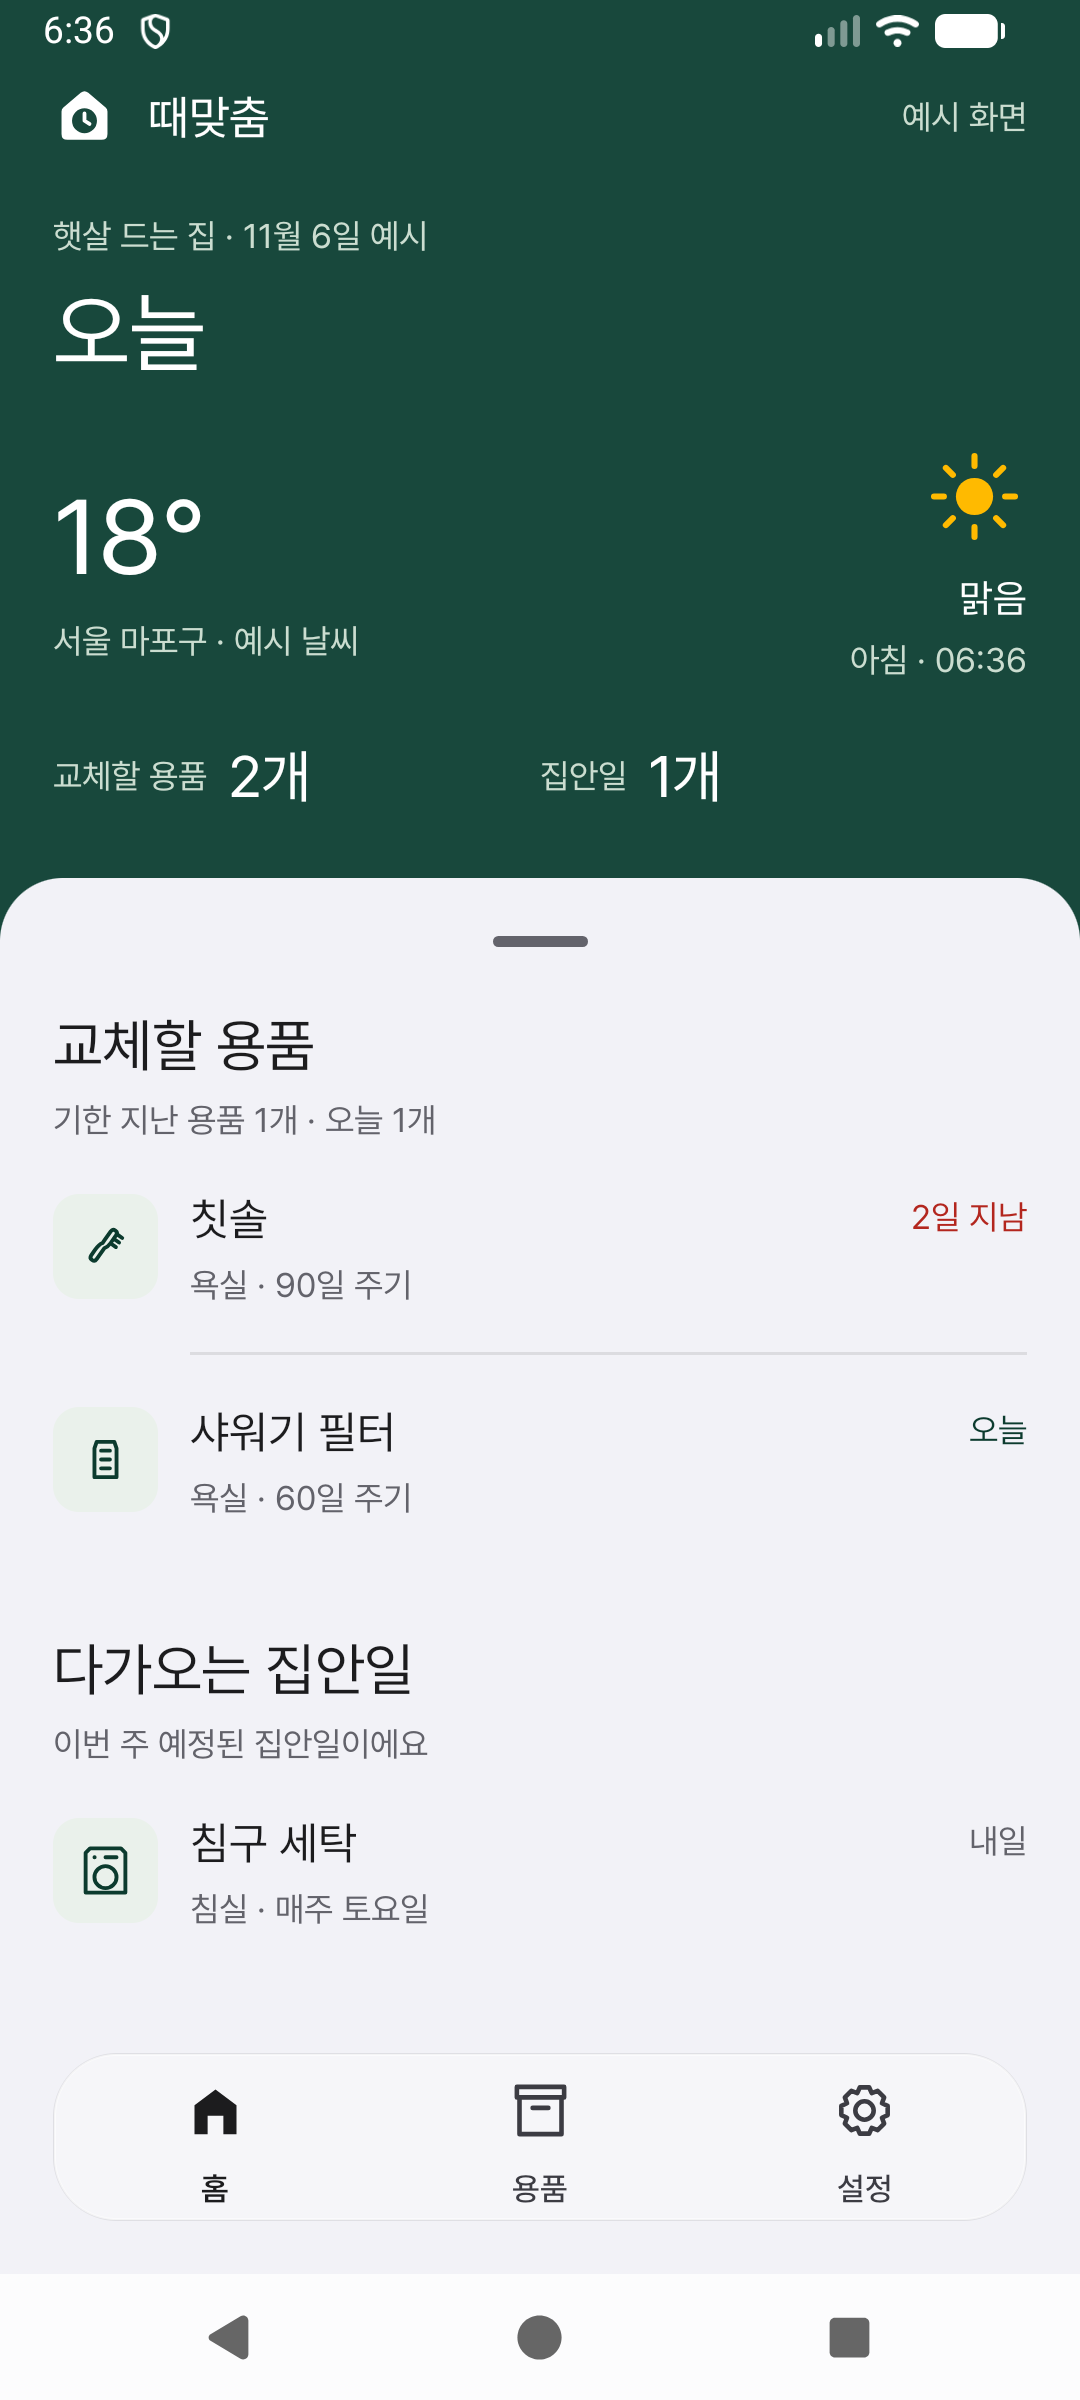 6:36
때맞춤
예시 화면
햇살 드는 집 · 11월 6일 예시
오늘
18°
맑음
서울 마포구 · 예시 날씨
아침 · 06:36
교체할 용품 2개
집안일 1개
교체할 용품
기한 지난 용품 1개 · 오늘 1개
칫솔
2일 지남
욕실 · 90일 주기
샤워기 필터
오늘
욕실 · 60일 주기
다가오는 집안일
이번 주 예정된 집안일이에요
침구 세탁
내일
침실 · 매주 토요일
홈
용품
설정